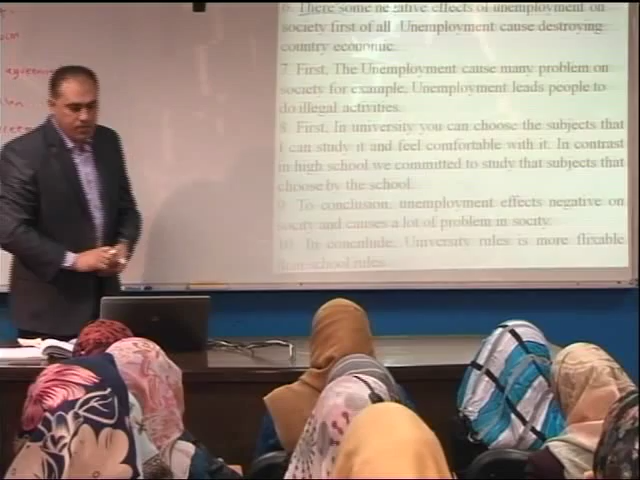 6. There some negative effects of unemployment on
society first of all Unemployment cause destroying
country economic.
7. First, The Unemployment cause many problem on
society for example, Unemployment leads people to
do illegal activities.
8. First, In university you can choose the subjects that
i can study it and feel comfortable with it. In contrast
in high school we committed to study that subjects that
choose by the school.
9. To conclusion, unemployment effects negative on
socity and causes a lot of problem in socity.
10. In concnlude, University rules is more flixable
than school rules.